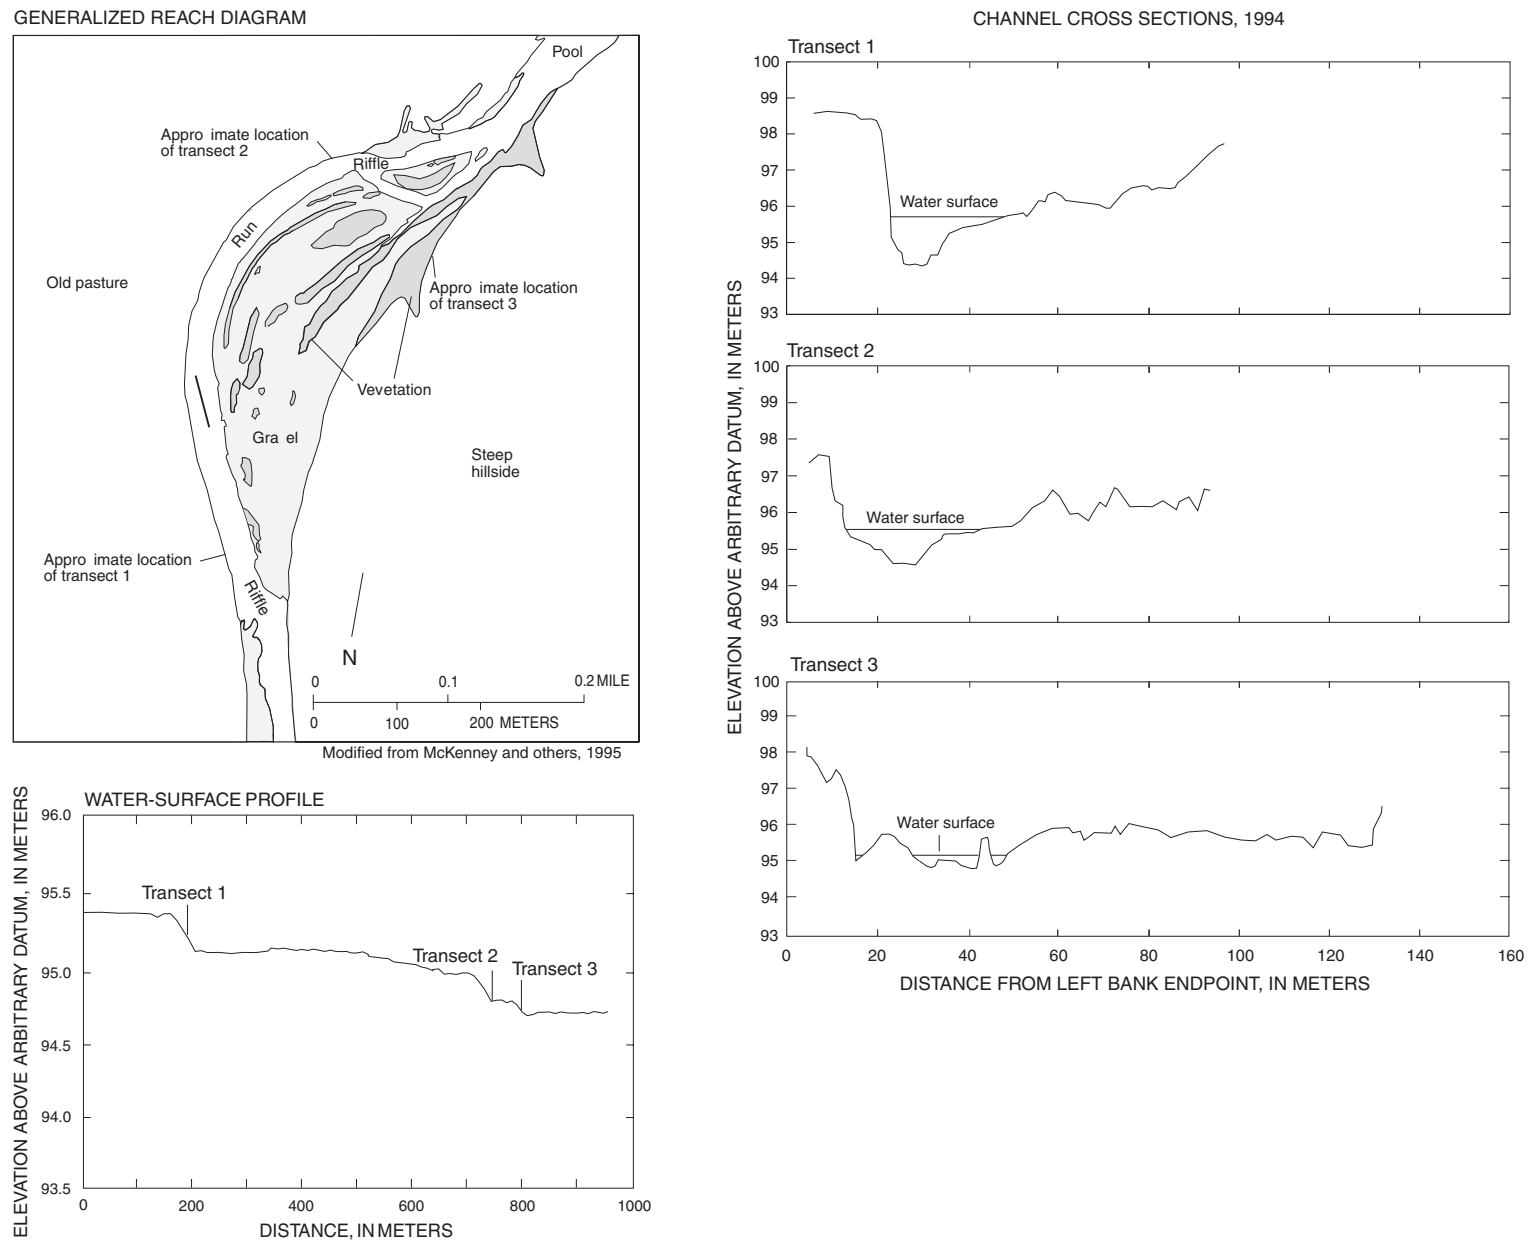 GENERALIZED REACH DIAGRAM
Pool
Appro imate location
of transect 2
Riffle
Run
Old pasture
Appro imate location
of transect 3
Vevetation
Gra el
Steep
hillside
Appro imate location
of transect 1
Riffle
N
0 0.1 0.2 MILE
0 100 200 METERS
Modified from McKenney and others, 1995
WATER-SURFACE PROFILE
ELEVATION ABOVE ARBITRARY DATUM, IN METERS
96.0
95.5
95.0
94.5
94.0
93.5
Transect 1
Transect 2
Transect 3
0 200 400 600 800 1000
DISTANCE, IN METERS
CHANNEL CROSS SECTIONS, 1994
ELEVATION ABOVE ARBITRARY DATUM, IN METERS
Transect 1
100
99
98
97
96
95
94
93
Water surface
Transect 2
100
99
98
97
96
95
94
93
Water surface
Transect 3
100
99
98
97
96
95
94
93
Water surface
0 20 40 60 80 100 120 140 160
DISTANCE FROM LEFT BANK ENDPOINT, IN METERS